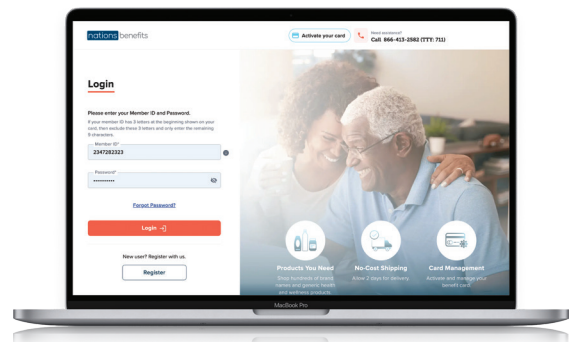 nations benefits
Activate your card
Need assistance?
Call 866-413-2582 (TTY: 711)
Login
Please enter your Member ID and Password.
If your member ID has 3 letters at the beginning shown on your
card, then exclude these 3 letters and only enter the remaining
9 characters.
Member ID*
2347282323
Password*
••••••••••
Forgot Password?
Login
New user? Register with us.
Register
Products You Need
Shop hundreds of brand
names and generic health
and wellness products
No-Cost Shipping
Allow 2 days for delivery.
Card Management
Activate and manage your
benefit card.
MacBook Pro